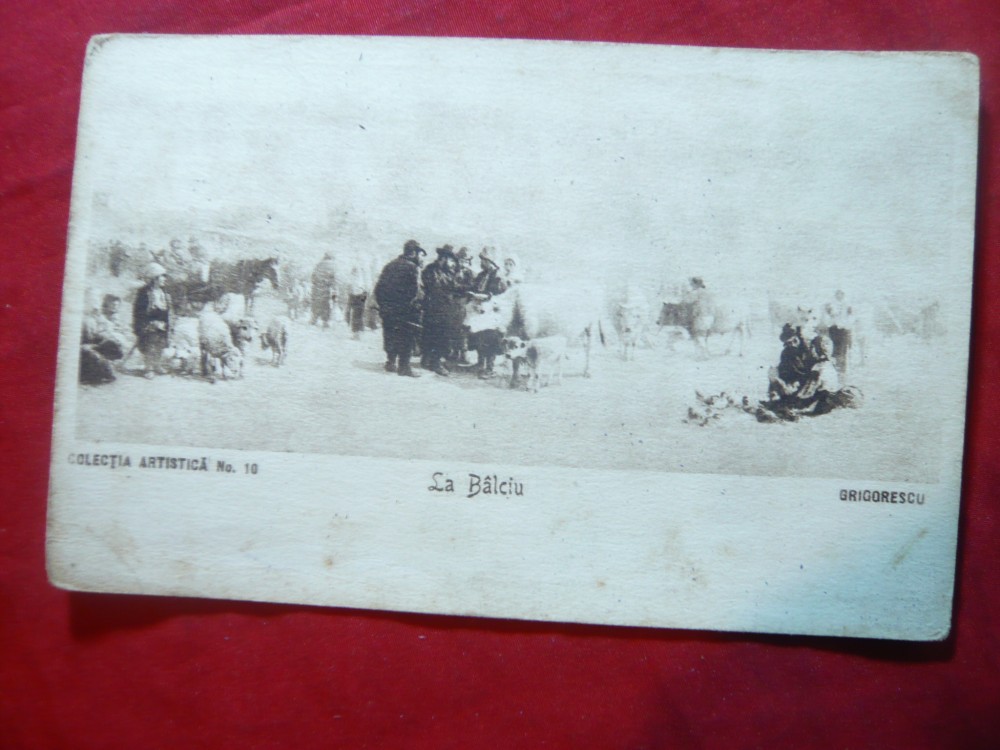 COLECȚIA ARTISTICĂ No. 10
La Bâlciu
GRIGORESCU